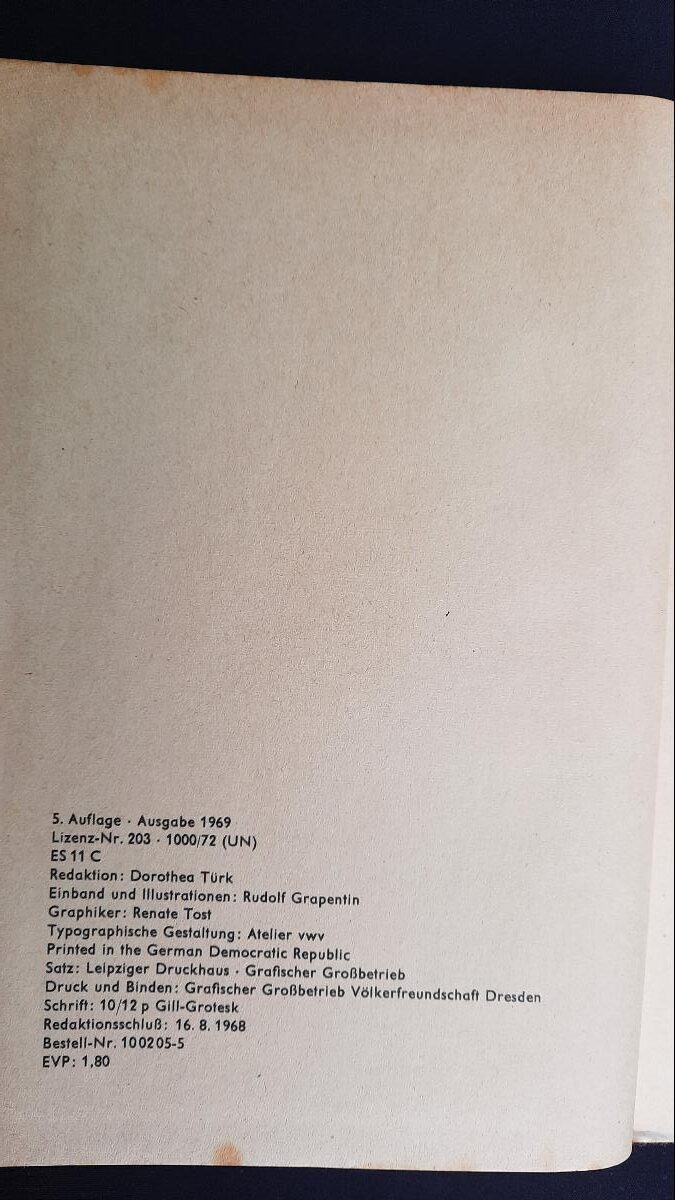 5. Auflage · Ausgabe 1969
Lizenz-Nr. 203 · 1000/72 (UN)
ES 11 C
Redaktion: Dorothea Türk
Einband und Illustrationen: Rudolf Grapentin
Graphiker: Renate Tost
Typographische Gestaltung: Atelier vwv
Printed in the German Democratic Republic
Satz: Leipziger Druckhaus · Grafischer Großbetrieb
Druck und Binden: Grafischer Großbetrieb Völkerfreundschaft Dresden
Schrift: 10/12 p Gill-Grotesk
Redaktionsschluß: 16. 8. 1968
Bestell-Nr. 100205-5
EVP: 1,80